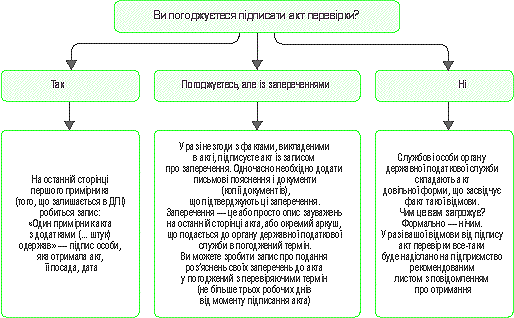 Ви погоджуєтеся підписати акт перевірки?
Так
Погоджуєтесь, але із запереченнями
Ні
На останній сторінці
першого примірника
(того, що залишається в ДПІ)
робиться запис:
«Один примірник акта
з додатками (... штук)
одержав» — підпис особи,
яка отримала акт,
її посада, дата
У разі незгоди з фактами, викладеними
в акті, підписуєте акт із записом
про заперечення. Одночасно необхідно додати
письмові пояснення і документи
(копії документів),
що підтверджують ці заперечення.
Заперечення — це або просто опис зауважень
на останній сторінці акта, або окремий аркуш,
що подається до органу державної податкової
служби в погоджений термін.
Ви можете зробити запис про подання
роз'яснень своїх заперечень до акта
у погоджений з перевіряючими термін
(не більше трьох робочих днів
від моменту підписання акта)
Службові особи органу
державної податкової служби
складають акт
довільної форми, що засвідчує
факт такої відмови.
Чим це вам загрожує?
Формально — нічим.
У разі вашої відмови від підпису
акт перевірки все-таки
буде надіслано на підприємство
рекомендованим
листом з повідомленням
про отримання